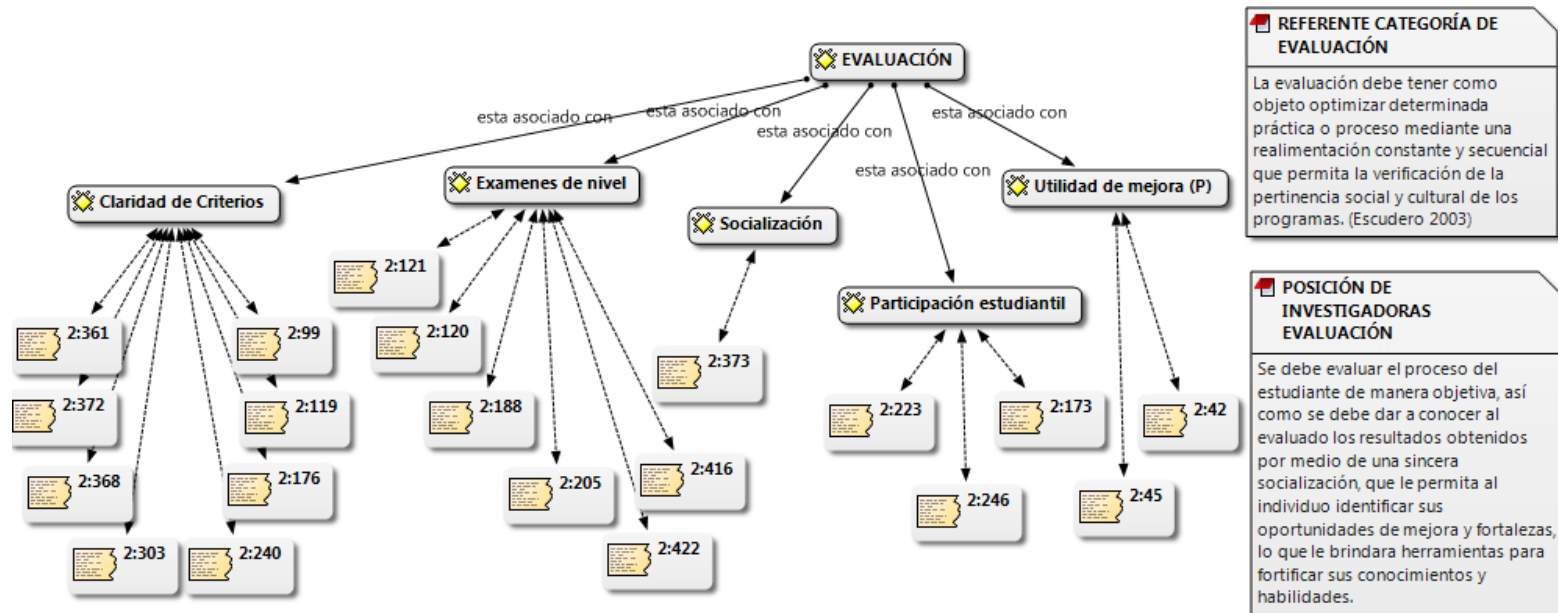 EVALUACIÓN
esta asociado con
esta asociado con
esta asociado con
esta asociado con
esta asociado con
Claridad de Criterios
Examenes de nivel
Socialización
Participación estudiantil
Utilidad de mejora (P)
2:361
2:99
2:372
2:119
2:368
2:176
2:303
2:240
2:121
2:120
2:188
2:205
2:416
2:422
2:373
2:223
2:173
2:246
2:42
2:45
REFERENTE CATEGORÍA DE
EVALUACIÓN
La evaluación debe tener como
objeto optimizar determinada
práctica o proceso mediante una
realimentación constante y secuencial
que permita la verificación de la
pertinencia social y cultural de los
programas. (Escudero 2003)
POSICIÓN DE
INVESTIGADORAS
EVALUACIÓN
Se debe evaluar el proceso del
estudiante de manera objetiva, así
como se debe dar a conocer al
evaluado los resultados obtenidos
por medio de una sincera
socialización, que le permita al
individuo identificar sus
oportunidades de mejora y fortalezas,
lo que le brindara herramientas para
fortificar sus conocimientos y
habilidades.